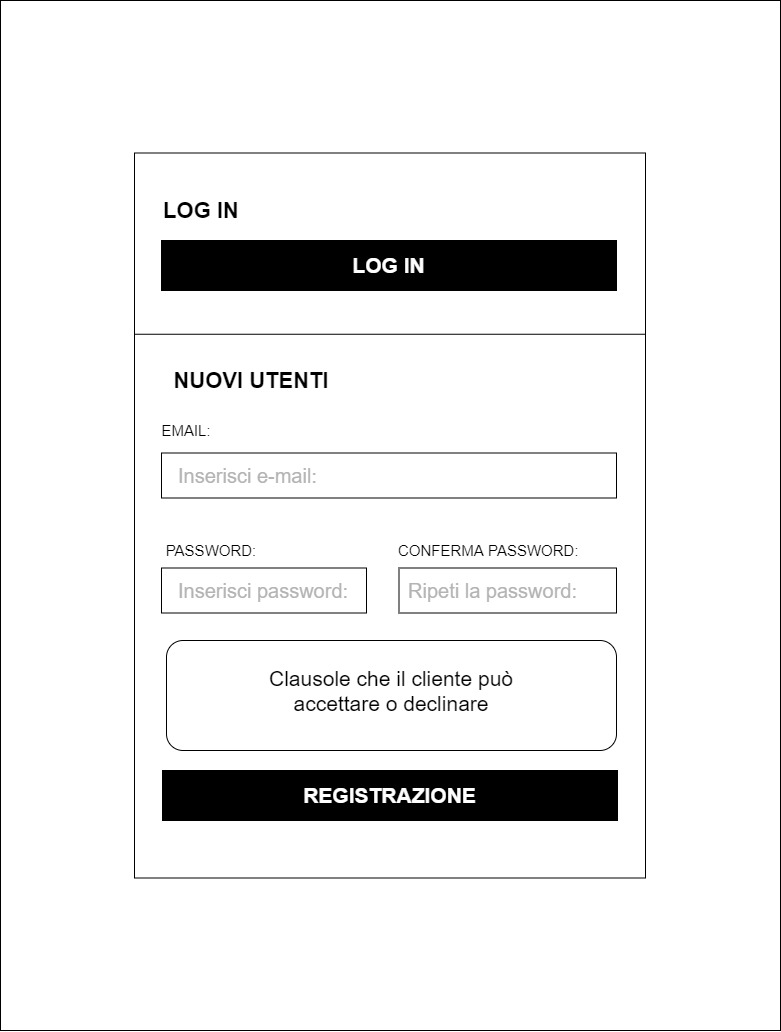 LOG IN
LOG IN
NUOVI UTENTI
EMAIL:
Inserisci e-mail:
PASSWORD:
CONFERMA PASSWORD:
Inserisci password:
Ripeti la password:
Clausole che il cliente può
accettare o declinare
REGISTRAZIONE